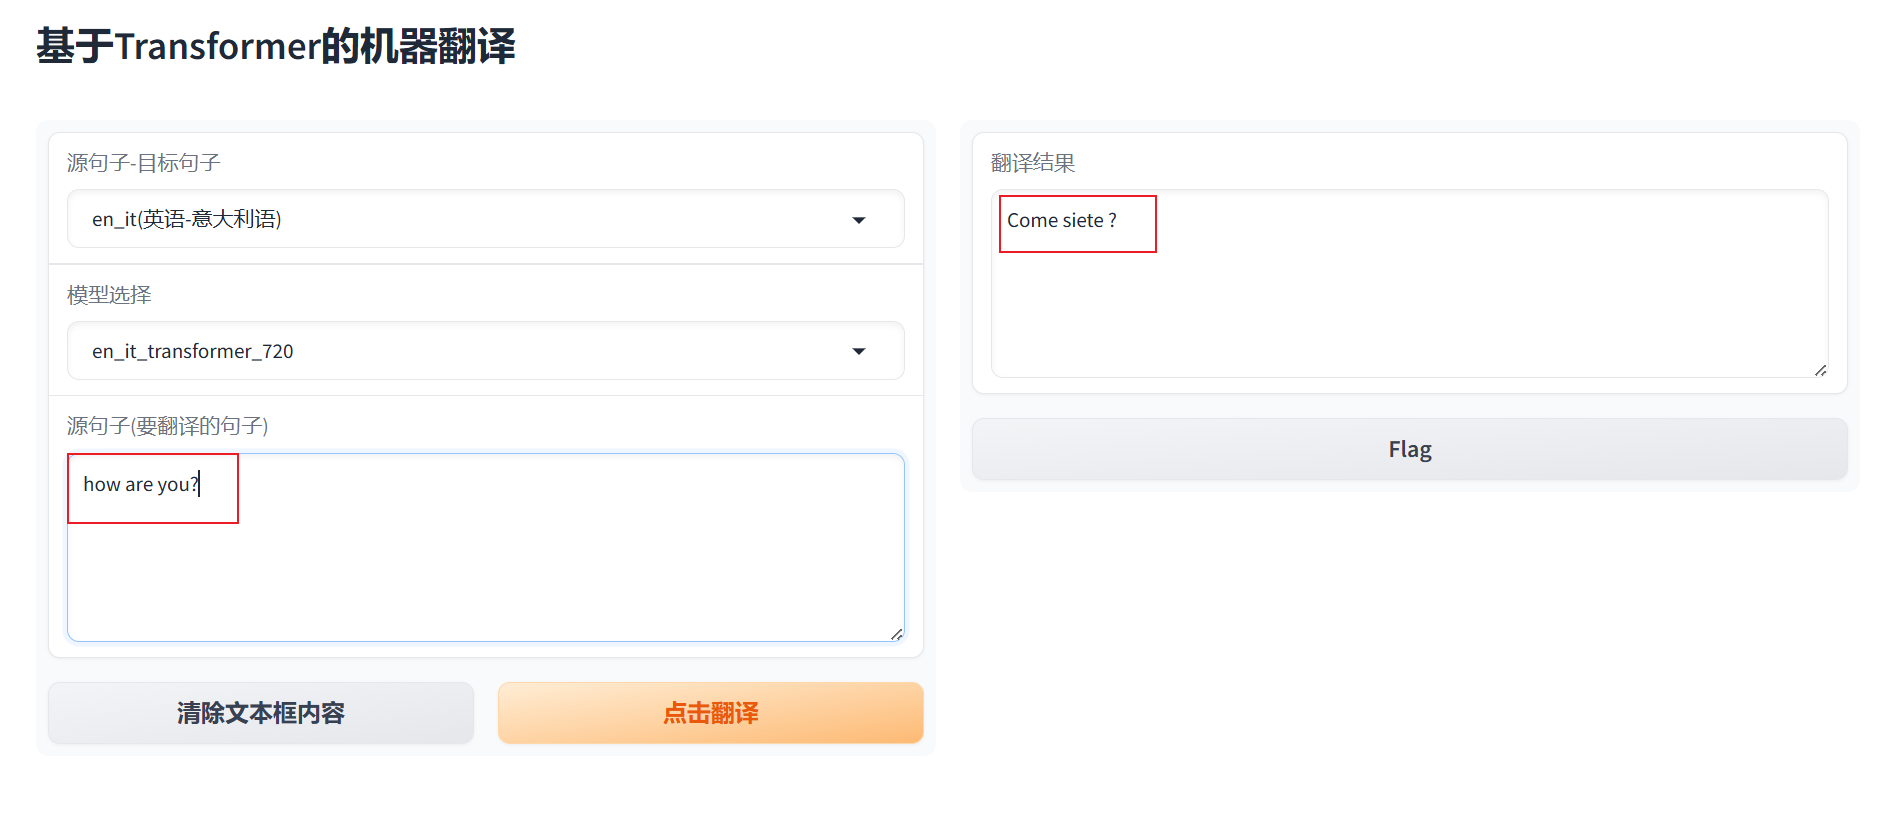 基于Transformer的机器翻译
源句子-目标句子
en_it(英语-意大利语)
模型选择
en_it_transformer_720
源句子(要翻译的句子)
how are you?
清除文本框内容
点击翻译
翻译结果
Come siete ?
Flag